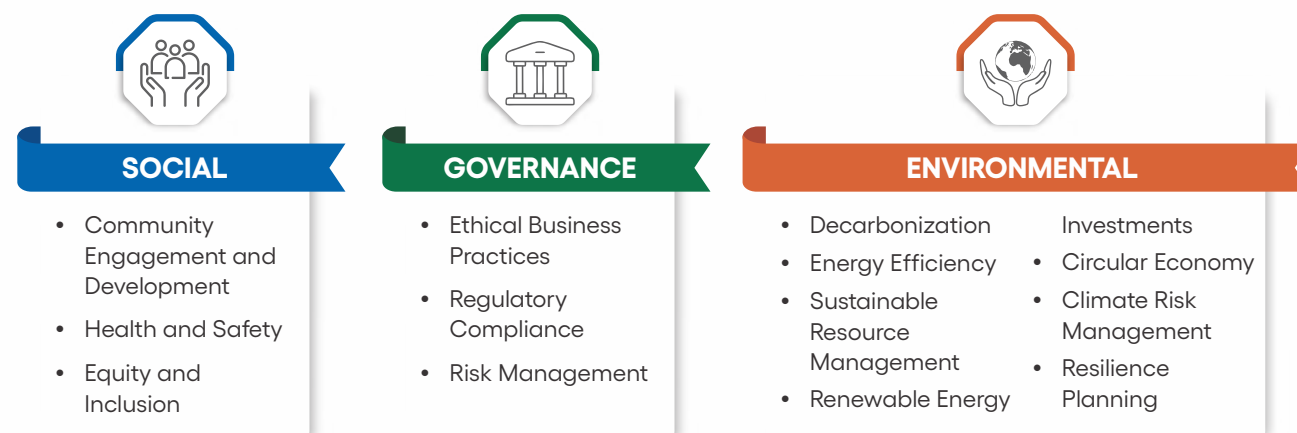 SOCIAL
• Community
Engagement and
Development
• Health and Safety
• Equity and
Inclusion
GOVERNANCE
• Ethical Business
Practices
• Regulatory
Compliance
• Risk Management
ENVIRONMENTAL
• Decarbonization
• Energy Efficiency
• Sustainable
Resource
Management
• Renewable Energy
Investments
• Circular Economy
• Climate Risk
Management
• Resilience
Planning